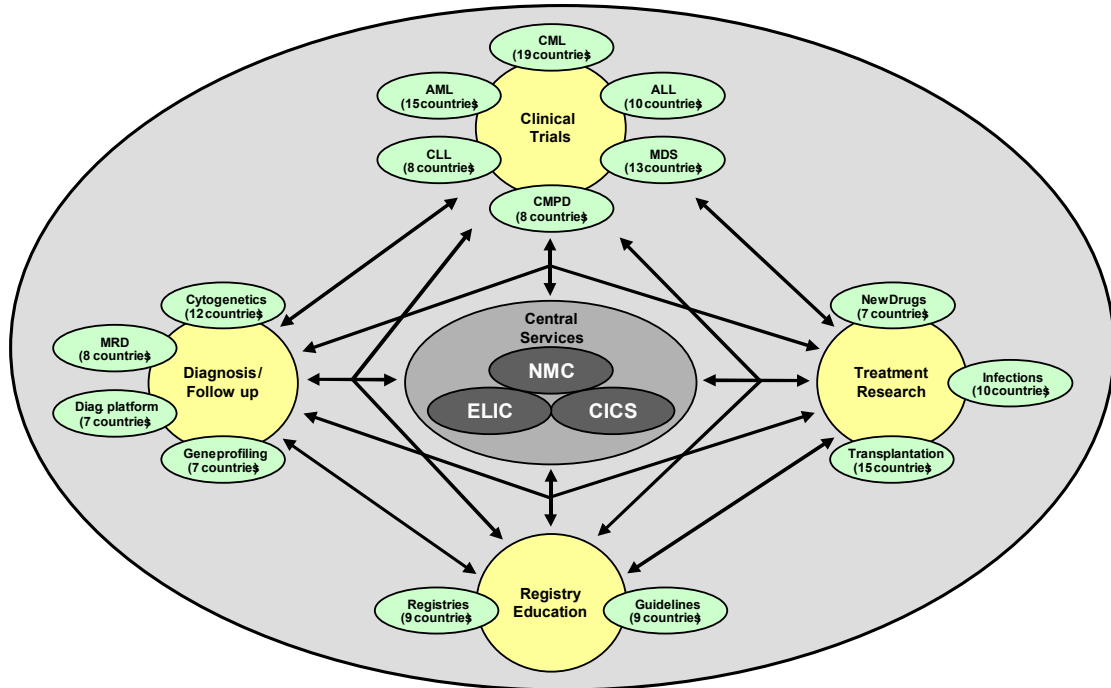 CML
(19 countries)
AML
(15 countries)
ALL
(10 countries)
Clinical
Trials
CLL
(8 countries)
MDS
(13 countries)
CMPD
(8 countries)
Cytogenetics
(12 countries)
MRD
(8 countries)
Diagnosis/
Follow up
Diag. platform
(7 countries)
Geneprofiling
(7 countries)
Central
Services
NMC
ELIC
CICS
New Drugs
(7 countries)
Treatment
Research
Infections
(10 countries)
Transplantation
(15 countries)
Registry
Education
Registries
(9 countries)
Guidelines
(9 countries)